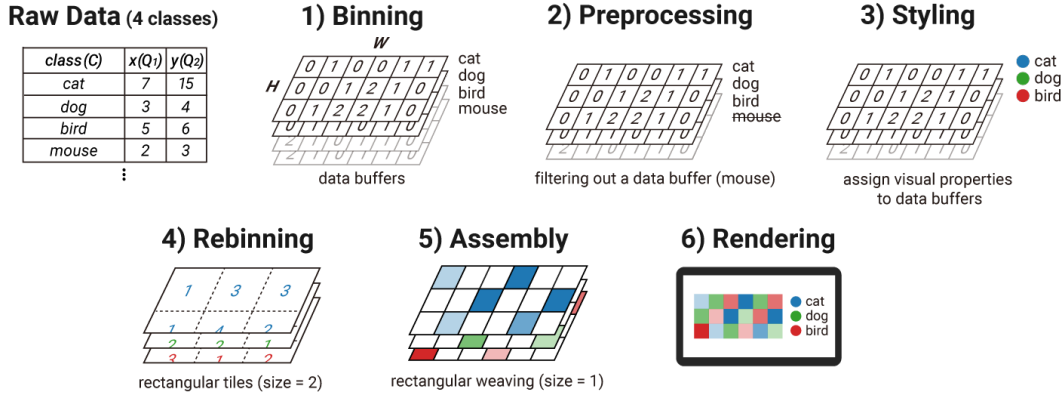 Raw Data (4 classes)
class(C) x(Q1) y(Q2)
cat 7 15
dog 3 4
bird 5 6
mouse 2 3
⋮
1) Binning
W
H
0 1 0 0 1 1
0 0 1 2 1 0
0 1 2 2 1 0
cat
dog
bird
mouse
data buffers
2) Preprocessing
0 1 0 0 1 1
0 0 1 2 1 0
0 1 2 2 1 0
cat
dog
bird
mouse
filtering out a data buffer (mouse)
3) Styling
0 1 0 0 1 1
0 0 1 2 1 0
0 1 2 2 1 0
cat
dog
bird
assign visual properties
to data buffers
4) Rebinning
1 3 3
1 4 2
2 2 1
3 1 2
rectangular tiles (size = 2)
5) Assembly
rectangular weaving (size = 1)
6) Rendering
cat
dog
bird